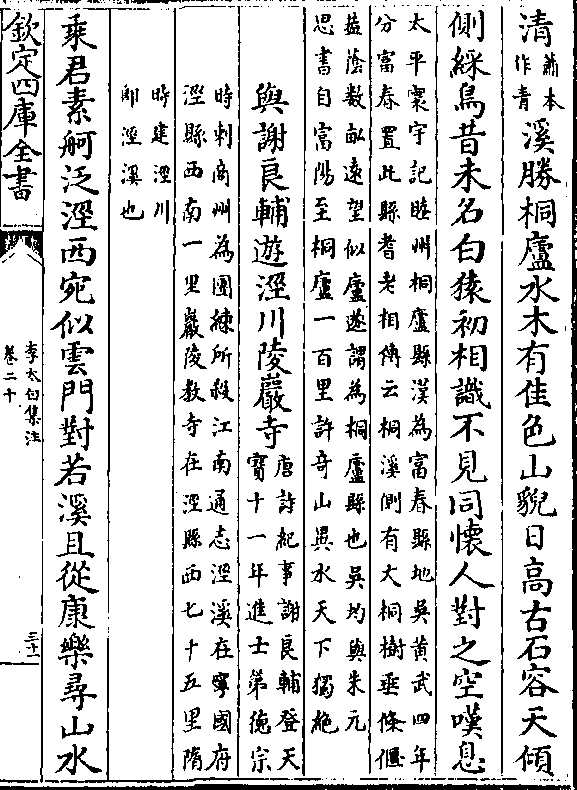 清蕭本作青溪勝桐廬水木有佳色山貌日高古石容天傾
側綵鳥昔未名白猿初相識不見同懷人對之空嘆息
太平寰宇記睦州桐廬縣漢為富春縣地吳黄武四年
分富春置此縣耆老相傳云桐溪側有大桐樹垂條偃
葢蔭數畝遠望似廬遂謂為桐廬縣也吳均與朱元
思書自富陽至桐廬一百里許奇山異水天下獨絶
與謝良輔遊涇川陵巖寺唐詩紀事謝良輔登天
寳十一年進士第徳宗
時刺商州為團練所殺江南通志涇溪在寧國府
涇縣西南一里巖陵教寺在涇縣西七十五里隋
時建涇川
即涇溪也
乘君素舸泛涇西宛似雲門對若溪且從康樂尋山水
欽定四庫全書
李太白集注
卷二十
三十一